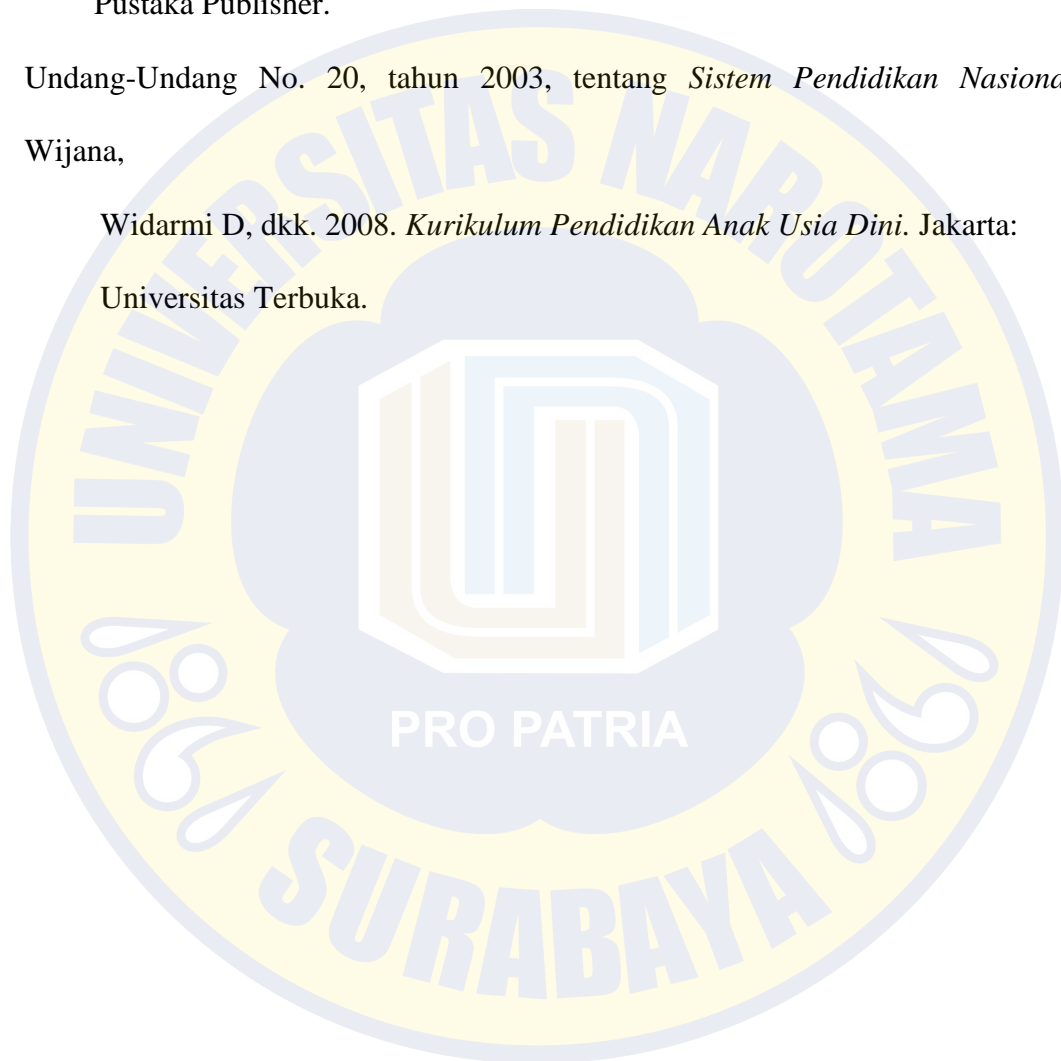 Pustaka Publisher.
Undang-Undang No. 20, tahun 2003, tentang Sistem Pendidikan Nasiona
Wijana,
Widarmi D, dkk. 2008. Kurikulum Pendidikan Anak Usia Dini. Jakarta:
Universitas Terbuka.
UNIVERSITAS NAROTAMA
PRO PATRIA
SURABAYA